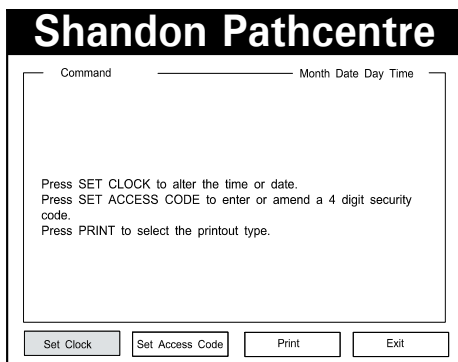 Shandon Pathcentre
Command Month Date Day Time
Press SET CLOCK to alter the time or date.
Press SET ACCESS CODE to enter or amend a 4 digit security
code.
Press PRINT to select the printout type.
Set Clock Set Access Code Print Exit